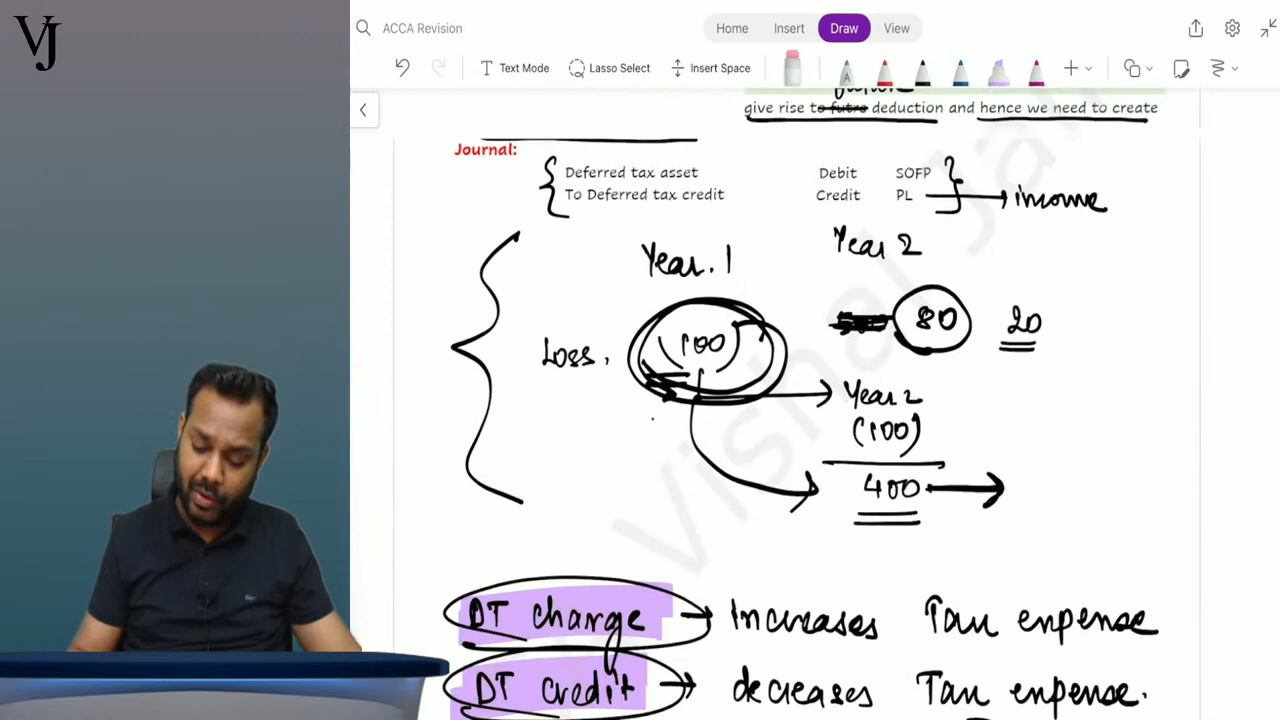 VJ
ACCA Revision
Home Insert Draw View
Text Mode Lasso Select Insert Space
give rise to futre deduction and hence we need to create
Journal:
Deferred tax asset Debit SOFP
To Deferred tax credit Credit PL → income
Year. 1 Year 2
Loss. (100) 80 20
Year 2
(100)
400
DT charge → Increases Tax expense
DT credit → decreases Tax expense.
Vishal Jain